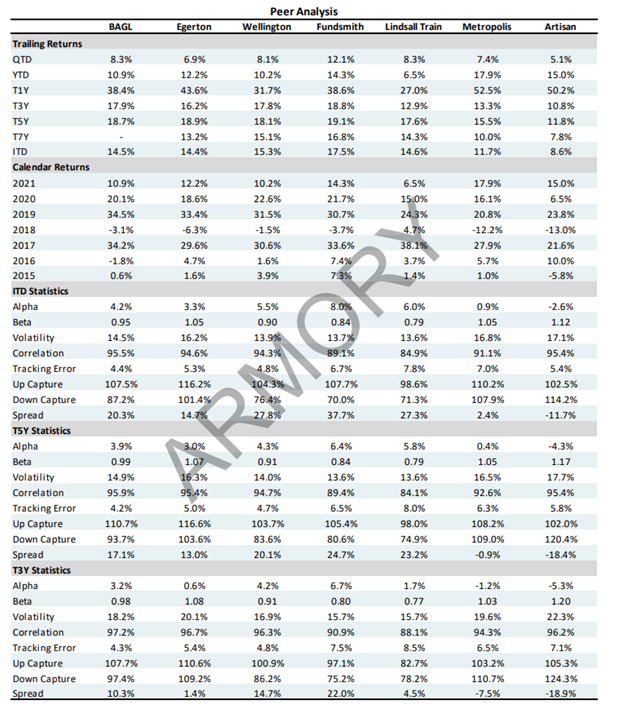 Peer Analysis
BAGL Egerton Wellington Fundsmith Lindsall Train Metropolis Artisan
Trailing Returns
QTD 8.3% 6.9% 8.1% 12.1% 8.3% 7.4% 5.1%
YTD 10.9% 12.2% 10.2% 14.3% 6.5% 17.9% 15.0%
T1Y 38.4% 43.6% 31.7% 38.6% 27.0% 52.5% 50.2%
T3Y 17.9% 16.2% 17.8% 18.8% 12.9% 13.3% 10.8%
T5Y 18.7% 18.9% 18.1% 19.1% 17.6% 15.5% 11.8%
T7Y - 13.2% 15.1% 16.8% 14.3% 10.0% 7.8%
ITD 14.5% 14.4% 15.3% 17.5% 14.6% 11.7% 8.6%
Calendar Returns
2021 10.9% 12.2% 10.2% 14.3% 6.5% 17.9% 15.0%
2020 20.1% 18.6% 22.6% 21.7% 15.0% 16.1% 6.5%
2019 34.5% 33.4% 31.5% 30.7% 24.3% 20.8% 23.8%
2018 -3.1% -6.3% -1.5% -3.7% 4.7% -12.2% -13.0%
2017 34.2% 29.6% 30.6% 33.6% 38.1% 27.9% 21.6%
2016 -1.8% 4.7% 1.6% 7.4% 3.7% 5.7% 10.0%
2015 0.6% 1.6% 3.9% 7.3% 1.4% 1.0% -5.8%
ITD Statistics
Alpha 4.2% 3.3% 5.5% 8.0% 6.0% 0.9% -2.6%
Beta 0.95 1.05 0.90 0.84 0.79 1.05 1.12
Volatility 14.5% 16.2% 13.9% 13.7% 13.6% 16.8% 17.1%
Correlation 95.5% 94.6% 94.3% 89.1% 84.9% 91.1% 95.4%
Tracking Error 4.4% 5.3% 4.8% 6.7% 7.8% 7.0% 5.4%
Up Capture 107.5% 116.2% 104.3% 107.7% 98.6% 110.2% 102.5%
Down Capture 87.2% 101.4% 76.4% 70.0% 71.3% 107.9% 114.2%
Spread 20.3% 14.7% 27.8% 37.7% 27.3% 2.4% -11.7%
T5Y Statistics
Alpha 3.9% 3.0% 4.3% 6.4% 5.8% 0.4% -4.3%
Beta 0.99 1.07 0.91 0.84 0.79 1.05 1.17
Volatility 14.9% 16.3% 14.0% 13.6% 13.6% 16.5% 17.7%
Correlation 95.9% 95.4% 94.7% 89.4% 84.1% 92.6% 95.4%
Tracking Error 4.2% 5.0% 4.7% 6.5% 8.0% 6.3% 5.8%
Up Capture 110.7% 116.6% 103.7% 105.4% 98.0% 108.2% 102.0%
Down Capture 93.7% 103.6% 83.6% 80.6% 74.9% 109.0% 120.4%
Spread 17.1% 13.0% 20.1% 24.7% 23.2% -0.9% -18.4%
T3Y Statistics
Alpha 3.2% 0.6% 4.2% 6.7% 1.7% -1.2% -5.3%
Beta 0.98 1.08 0.91 0.80 0.77 1.03 1.20
Volatility 18.2% 20.1% 16.9% 15.7% 15.7% 19.6% 22.3%
Correlation 97.2% 96.7% 96.3% 90.9% 88.1% 94.3% 96.2%
Tracking Error 4.3% 5.4% 4.8% 7.5% 8.5% 6.5% 7.1%
Up Capture 107.7% 110.6% 100.9% 97.1% 82.7% 103.2% 105.3%
Down Capture 97.4% 109.2% 86.2% 75.2% 78.2% 110.7% 124.3%
Spread 10.3% 1.4% 14.7% 22.0% 4.5% -7.5% -18.9%
ARMORY